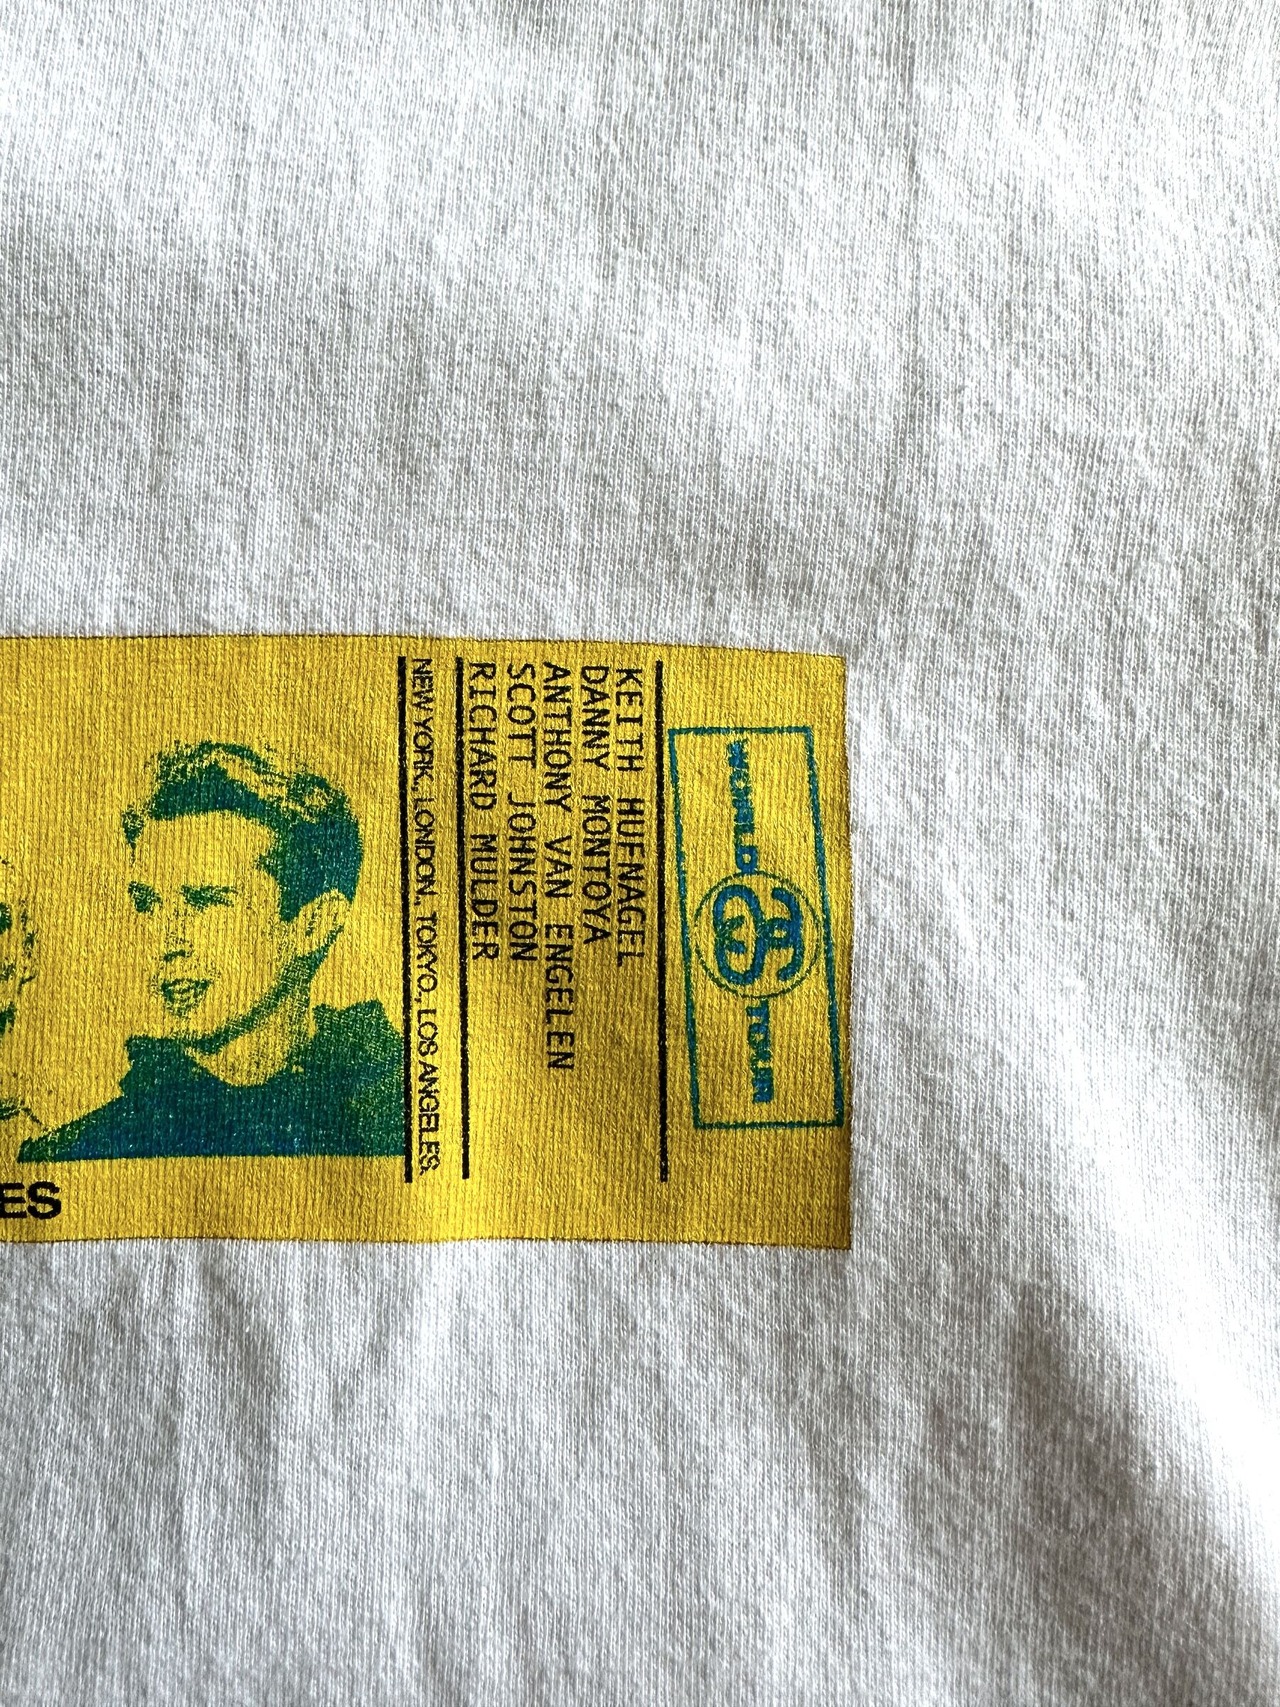 WORLD SS TOUR
KEITH HUFNAGEL
DANNY MONTOYA
ANTHONY VAN ENGELEN
SCOTT JOHNSTON
RICHARD MULDER
NEW YORK., LONDON., TOKYO., LOS ANGELES.
ES